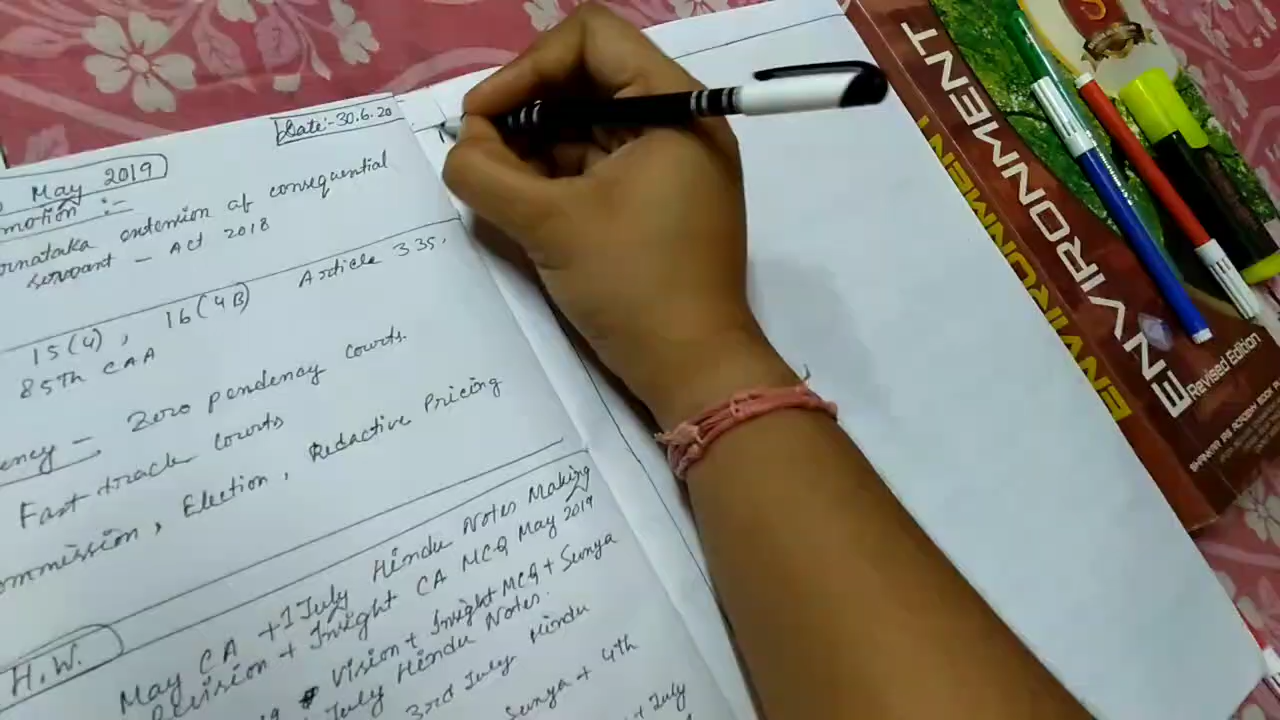 Date:-30.6.20
May 2019
motion :-
rnataka extension of consequential
servant - Act 2018
15(4), 16(4B) Article 335,
85Th CAA
ency - Zero pendency courts.
Fast track courts
ommission, Election, Redactive Pricing
H.W.
May CA + 1 July Hindu Notes Making
Revision + Insight CA MCQ May 2019
Vision + Insight MCQ + Sunya
July Hindu Notes.
3rd July Hindu
Sunya + 4th
+ July
ENVIRONMENT
ENVIRONMENT
Revised Edition